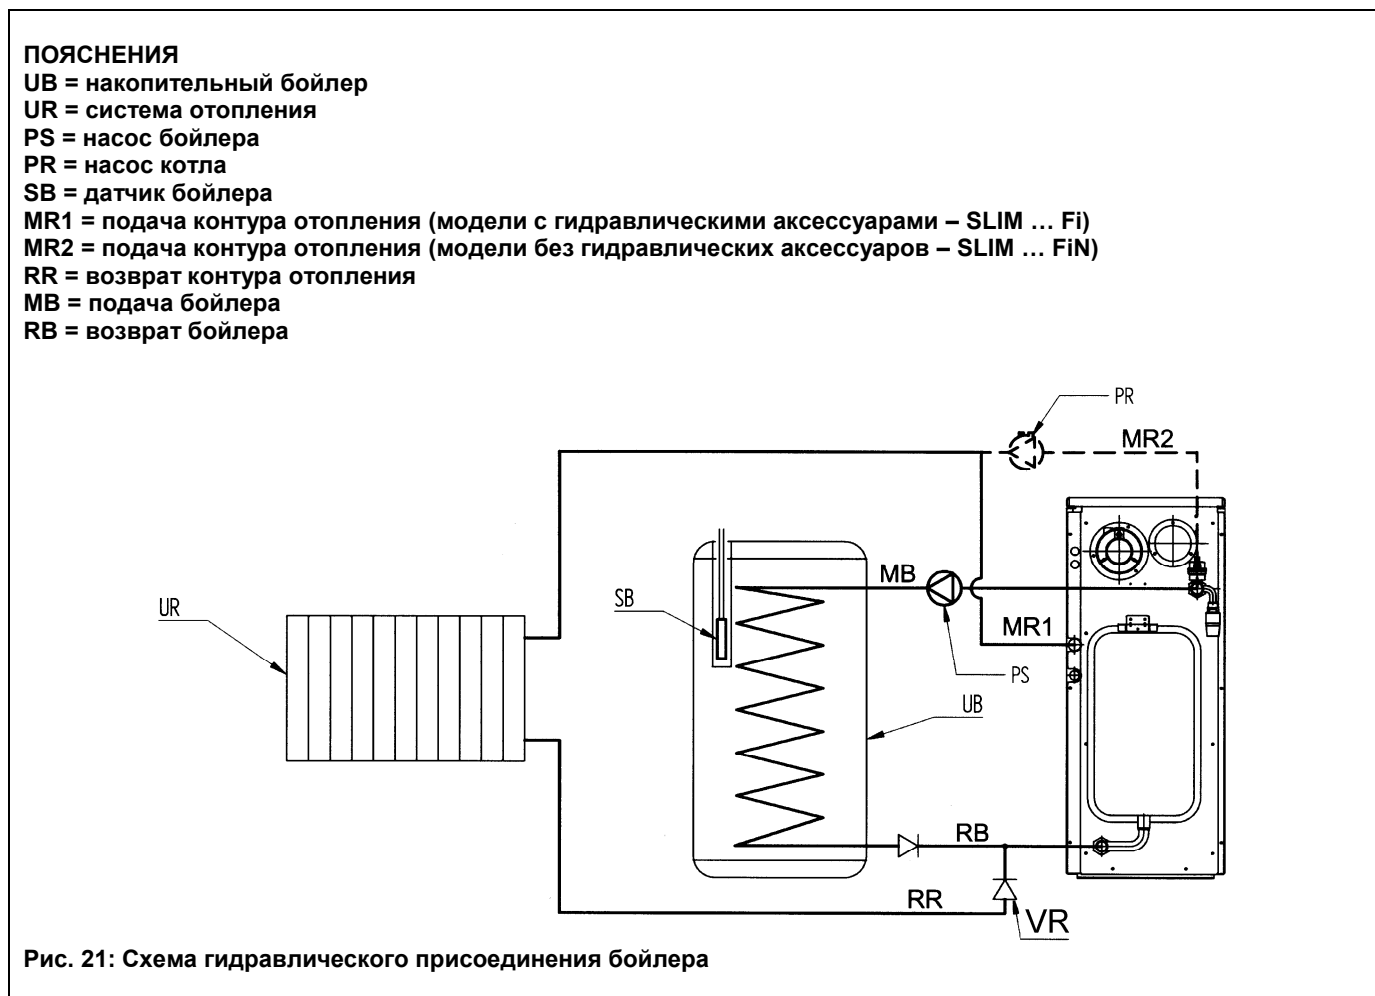 ПОЯСНЕНИЯ
UB = накопительный бойлер
UR = система отопления
PS = насос бойлера
PR = насос котла
SB = датчик бойлера
MR1 = подача контура отопления (модели с гидравлическими аксессуарами – SLIM … Fi)
MR2 = подача контура отопления (модели без гидравлических аксессуаров – SLIM … FiN)
RR = возврат контура отопления
MB = подача бойлера
RB = возврат бойлера
PR
MR2
MB
UR
SB
MR1
PS
UB
RB
RR
VR
Рис. 21: Схема гидравлического присоединения бойлера